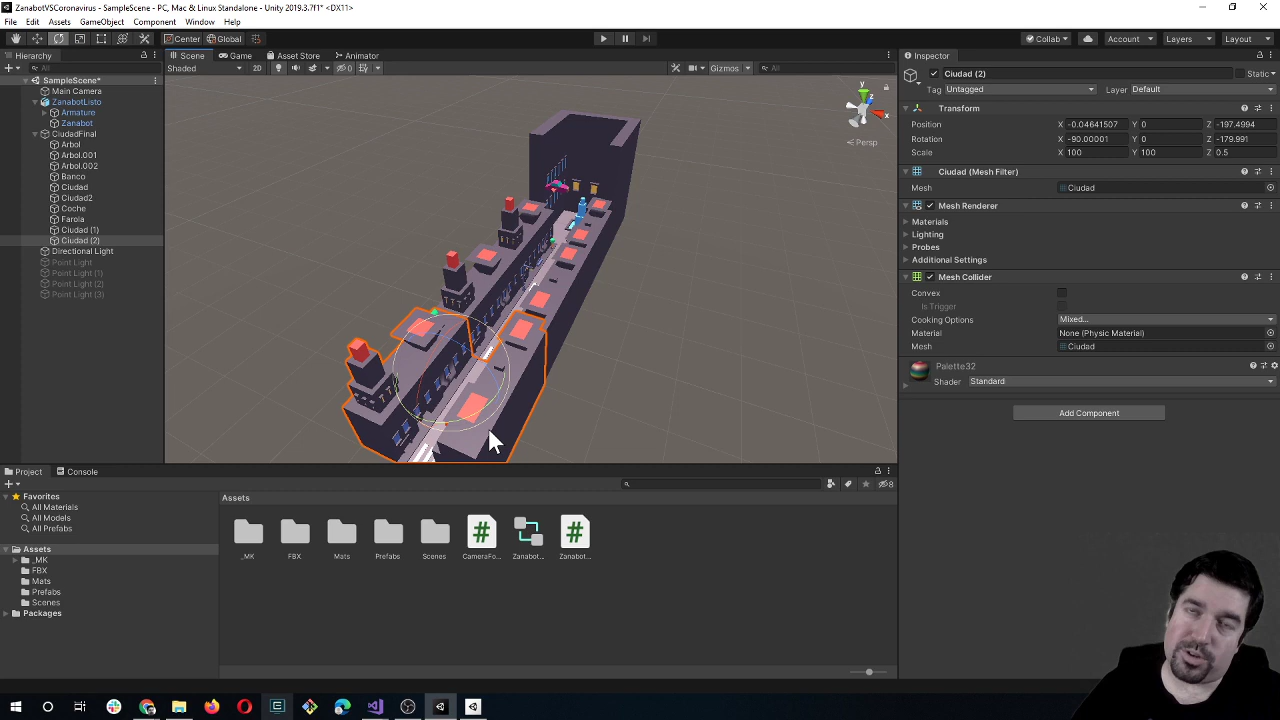 ZanabotVSCoronavirus - SampleScene - PC, Mac & Linux Standalone - Unity 2019.3.7f1* <DX11>
File Edit Assets GameObject Component Window Help
Center Global Collab Account Layers Layout
Hierarchy Scene Game Asset Store Animator Inspector
All Shaded 2D 0 Gizmos All
SampleScene*
Main Camera
ZanabotListo
Armature
Zanabot
CiudadFinal
Arbol
Arbol.001
Arbol.002
Banco
Ciudad
Ciudad2
Coche
Farola
Ciudad (1)
Ciudad (2)
Directional Light
Point Light
Point Light (1)
Point Light (2)
Point Light (3)
y
z
x
Persp
Ciudad (2) Static
Tag Untagged Layer Default
Transform
Position X -0.04641507 Y 0 Z -197.4994
Rotation X -90.00001 Y 0 Z -179.991
Scale X 100 Y 100 Z 0.5
Ciudad (Mesh Filter)
Mesh Ciudad
Mesh Renderer
Materials
Lighting
Probes
Additional Settings
Mesh Collider
Convex
Is Trigger
Cooking Options Mixed...
Material None (Physic Material)
Mesh Ciudad
Palette32
Shader Standard
Add Component
Project Console
8
Favorites
All Materials
All Models
All Prefabs
Assets
_MK
FBX
Mats
Prefabs
Scenes
Packages
Assets
_MK FBX Mats Prefabs Scenes CameraFo... Zanabot... Zanabot...